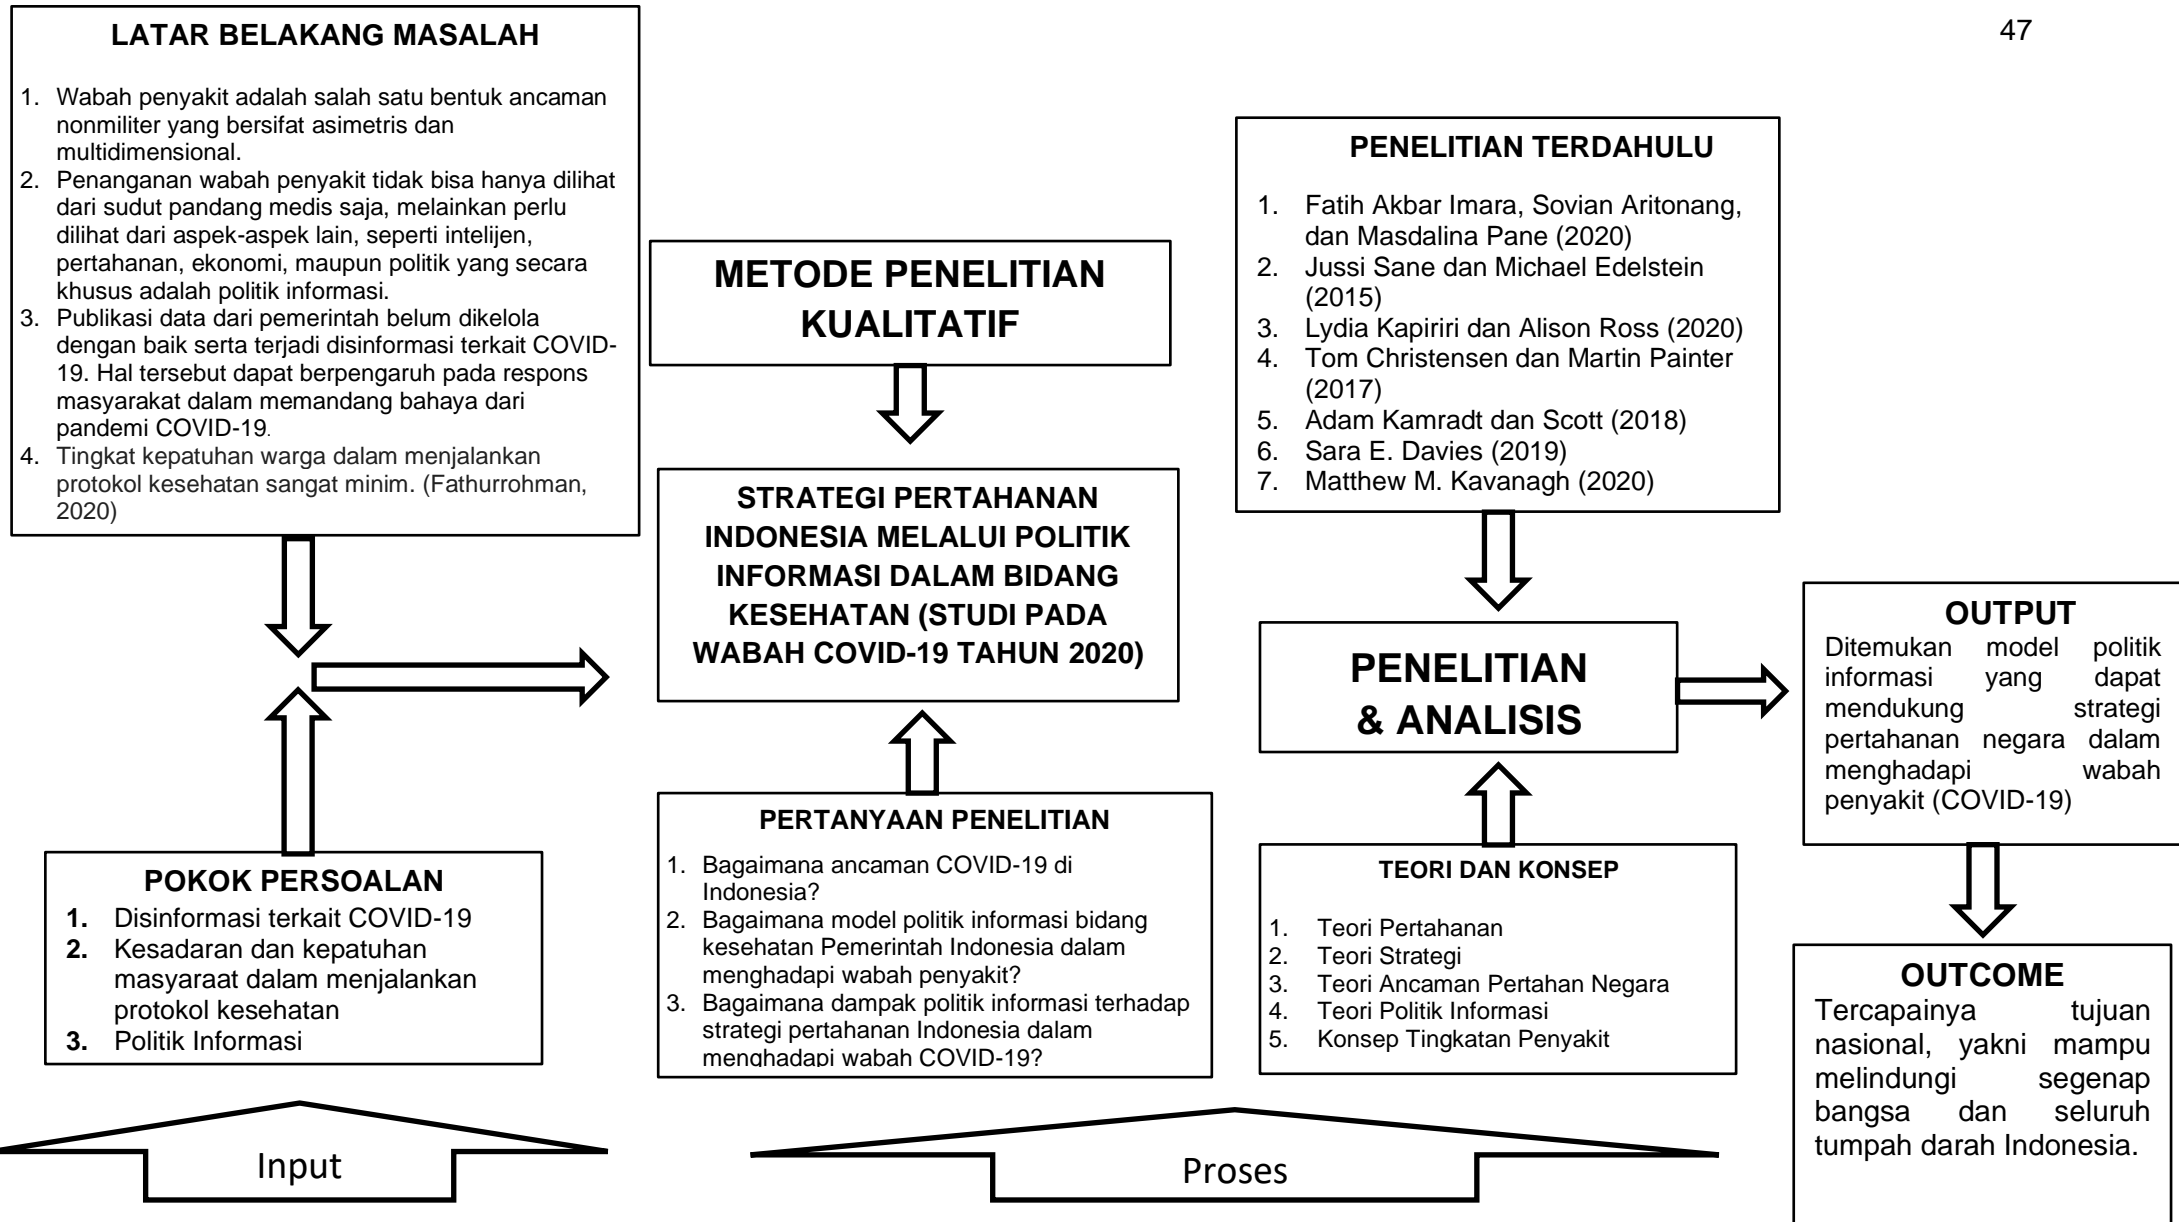 47
LATAR BELAKANG MASALAH
1. Wabah penyakit adalah salah satu bentuk ancaman
nonmiliter yang bersifat asimetris dan
multidimensional.
2. Penanganan wabah penyakit tidak bisa hanya dilihat
dari sudut pandang medis saja, melainkan perlu
dilihat dari aspek-aspek lain, seperti intelijen,
pertahanan, ekonomi, maupun politik yang secara
khusus adalah politik informasi.
3. Publikasi data dari pemerintah belum dikelola
dengan baik serta terjadi disinformasi terkait COVID-
19. Hal tersebut dapat berpengaruh pada respons
masyarakat dalam memandang bahaya dari
pandemi COVID-19.
4. Tingkat kepatuhan warga dalam menjalankan
protokol kesehatan sangat minim. (Fathurrohman,
2020)
POKOK PERSOALAN
1. Disinformasi terkait COVID-19
2. Kesadaran dan kepatuhan
masyaraat dalam menjalankan
protokol kesehatan
3. Politik Informasi
Input
METODE PENELITIAN
KUALITATIF
STRATEGI PERTAHANAN
INDONESIA MELALUI POLITIK
INFORMASI DALAM BIDANG
KESEHATAN (STUDI PADA
WABAH COVID-19 TAHUN 2020)
PERTANYAAN PENELITIAN
1. Bagaimana ancaman COVID-19 di
Indonesia?
2. Bagaimana model politik informasi bidang
kesehatan Pemerintah Indonesia dalam
menghadapi wabah penyakit?
3. Bagaimana dampak politik informasi terhadap
strategi pertahanan Indonesia dalam
menghadapi wabah COVID-19?
PENELITIAN TERDAHULU
1. Fatih Akbar Imara, Sovian Aritonang,
dan Masdalina Pane (2020)
2. Jussi Sane dan Michael Edelstein
(2015)
3. Lydia Kapiriri dan Alison Ross (2020)
4. Tom Christensen dan Martin Painter
(2017)
5. Adam Kamradt dan Scott (2018)
6. Sara E. Davies (2019)
7. Matthew M. Kavanagh (2020)
PENELITIAN
& ANALISIS
TEORI DAN KONSEP
1. Teori Pertahanan
2. Teori Strategi
3. Teori Ancaman Pertahan Negara
4. Teori Politik Informasi
5. Konsep Tingkatan Penyakit
Proses
OUTPUT
Ditemukan model politik
informasi yang dapat
mendukung strategi
pertahanan negara dalam
menghadapi wabah
penyakit (COVID-19)
OUTCOME
Tercapainya tujuan
nasional, yakni mampu
melindungi segenap
bangsa dan seluruh
tumpah darah Indonesia.